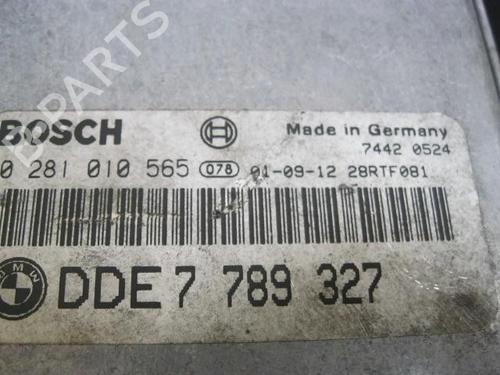 B PARTS
BOSCH
Made in Germany
7442 0524
0 281 010 565 078 01-09-12 28RTF081
BMW
DDE 7 789 327